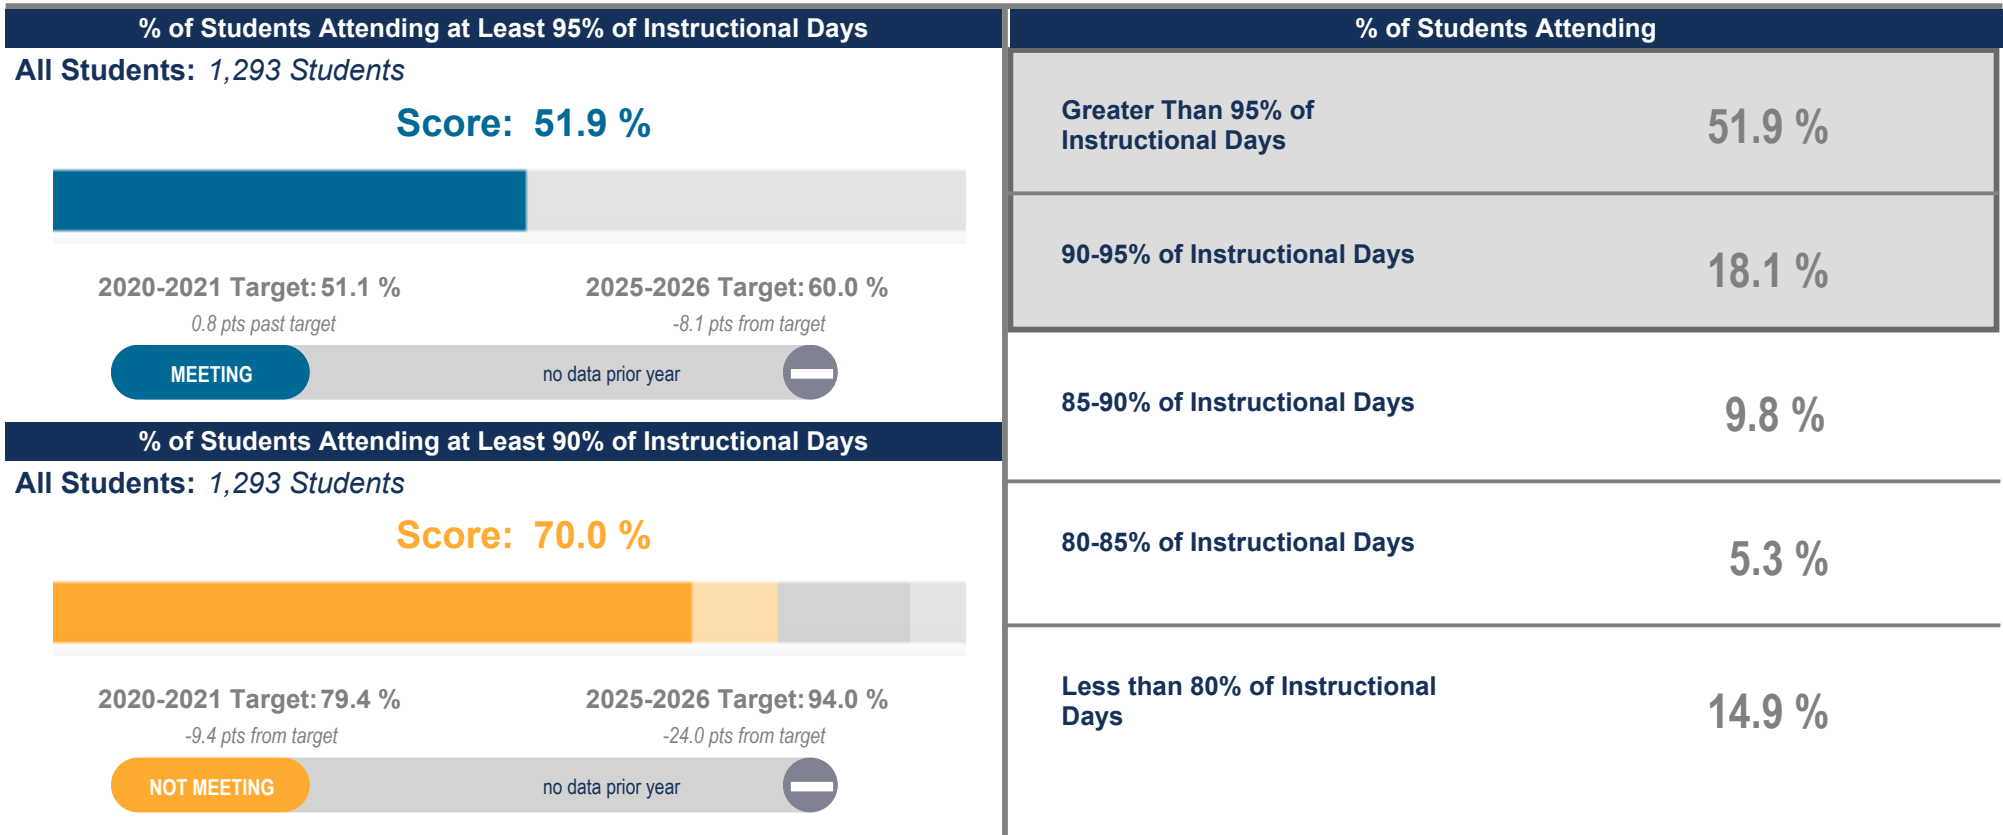 % of Students Attending at Least 95% of Instructional Days
All Students: 1,293 Students
Score: 51.9 %
2020-2021 Target: 51.1 %
0.8 pts past target
2025-2026 Target: 60.0 %
-8.1 pts from target
MEETING
no data prior year
% of Students Attending at Least 90% of Instructional Days
All Students: 1,293 Students
Score: 70.0 %
2020-2021 Target: 79.4 %
-9.4 pts from target
2025-2026 Target: 94.0 %
-24.0 pts from target
NOT MEETING
no data prior year
% of Students Attending
Greater Than 95% of
Instructional Days
51.9 %
90-95% of Instructional Days
18.1 %
85-90% of Instructional Days
9.8 %
80-85% of Instructional Days
5.3 %
Less than 80% of Instructional
Days
14.9 %